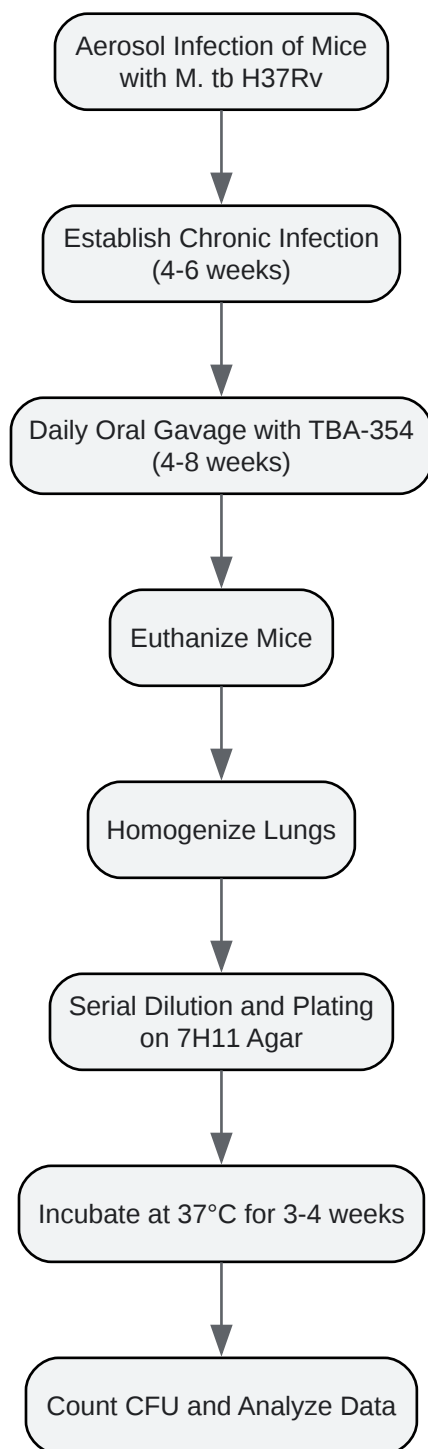 Aerosol Infection of Mice
with M. tb H37Rv
Establish Chronic Infection
(4-6 weeks)
Daily Oral Gavage with TBA-354
(4-8 weeks)
Euthanize Mice
Homogenize Lungs
Serial Dilution and Plating
on 7H11 Agar
Incubate at 37°C for 3-4 weeks
Count CFU and Analyze Data